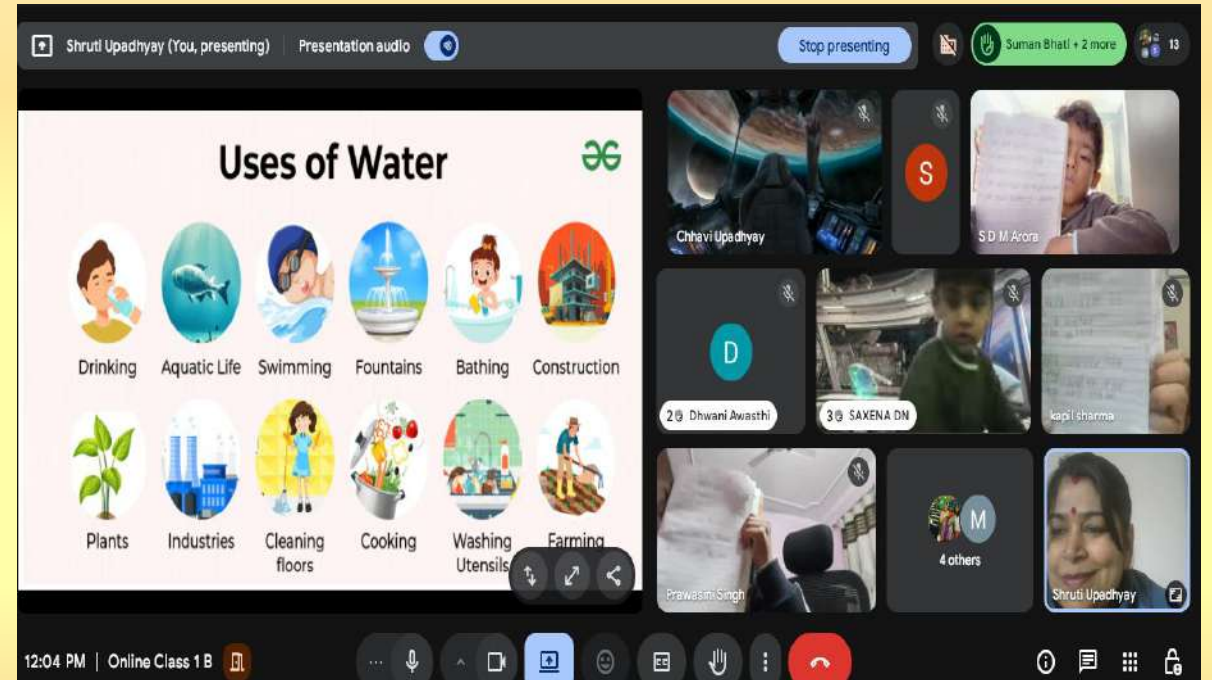 Shruti Upadhyay (You, presenting)
Presentation audio
Stop presenting
Suman Bhati + 2 more
13
Uses of Water
Drinking
Aquatic Life
Swimming
Fountains
Bathing
Construction
Plants
Industries
Cleaning
floors
Cooking
Washing
Utensils
Farming
Chhavi Upadhyay
S
S D M Arora
D
2 Dhwani Awasthi
3 SAXENA DN
kapil sharma
Prawasini Singh
M
4 others
Shruti Upadhyay
12:04 PM | Online Class 1 B
CC